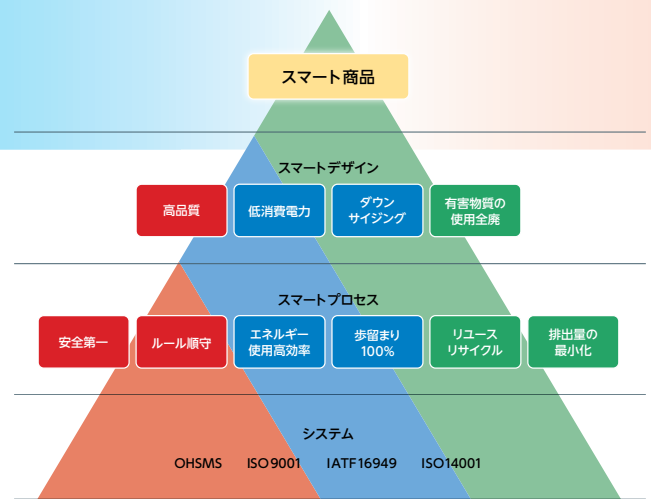 スマート商品
スマートデザイン
高品質
低消費電力
ダウン
サイジング
有害物質の
使用全廃
スマートプロセス
安全第一
ルール順守
エネルギー
使用高効率
歩留まり
100%
リユース
リサイクル
排出量の
最小化
システム
OHSMS ISO9001 IATF16949 ISO14001